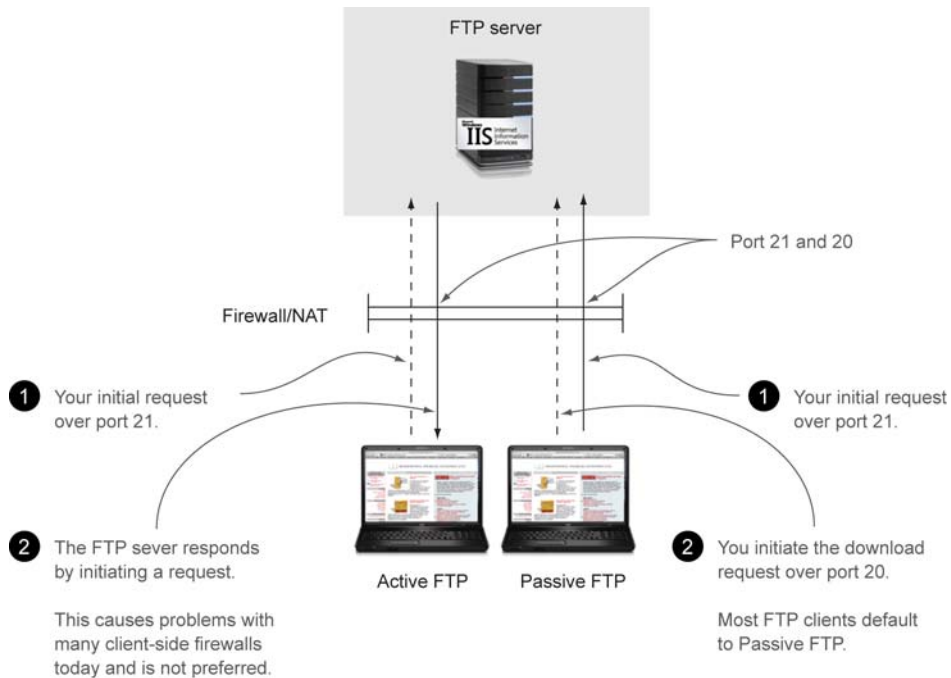 FTP server
IIS Internet
Information
Services
Port 21 and 20
Firewall/NAT
1 Your initial request
over port 21.
1 Your initial request
over port 21.
2 The FTP sever responds
by initiating a request.
This causes problems with
many client-side firewalls
today and is not preferred.
Active FTP
Passive FTP
2 You initiate the download
request over port 20.
Most FTP clients default
to Passive FTP.